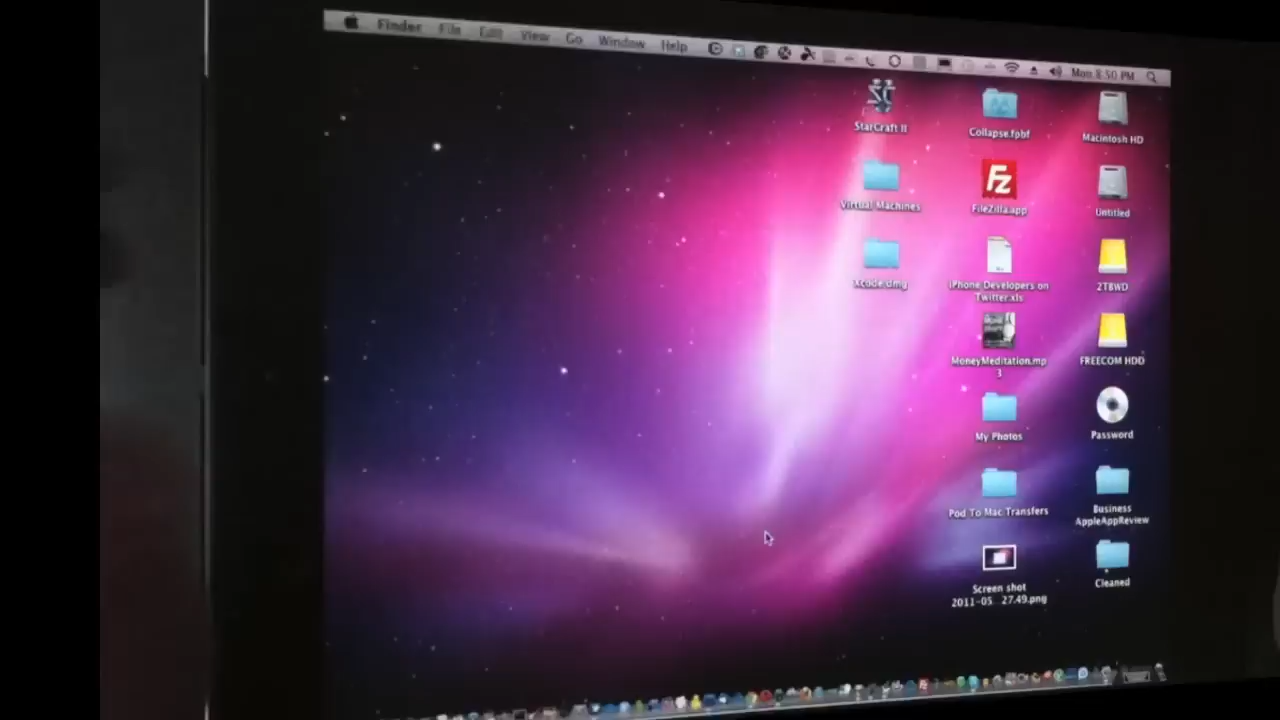 Finder File Edit View Go Window Help Mon 8:50 PM
StarCraft II
Collapse.fpbf
Macintosh HD
Virtual Machines
Fz
FileZilla.app
Untitled
Xcode.dmg
iPhone Developers on
Twitter.xls
2TBWD
MoneyMeditation.mp
3
FREECOM HDD
My Photos
Password
Pod To Mac Transfers
Business
AppleAppReview
Screen shot
2011-05...27.49.png
Cleaned